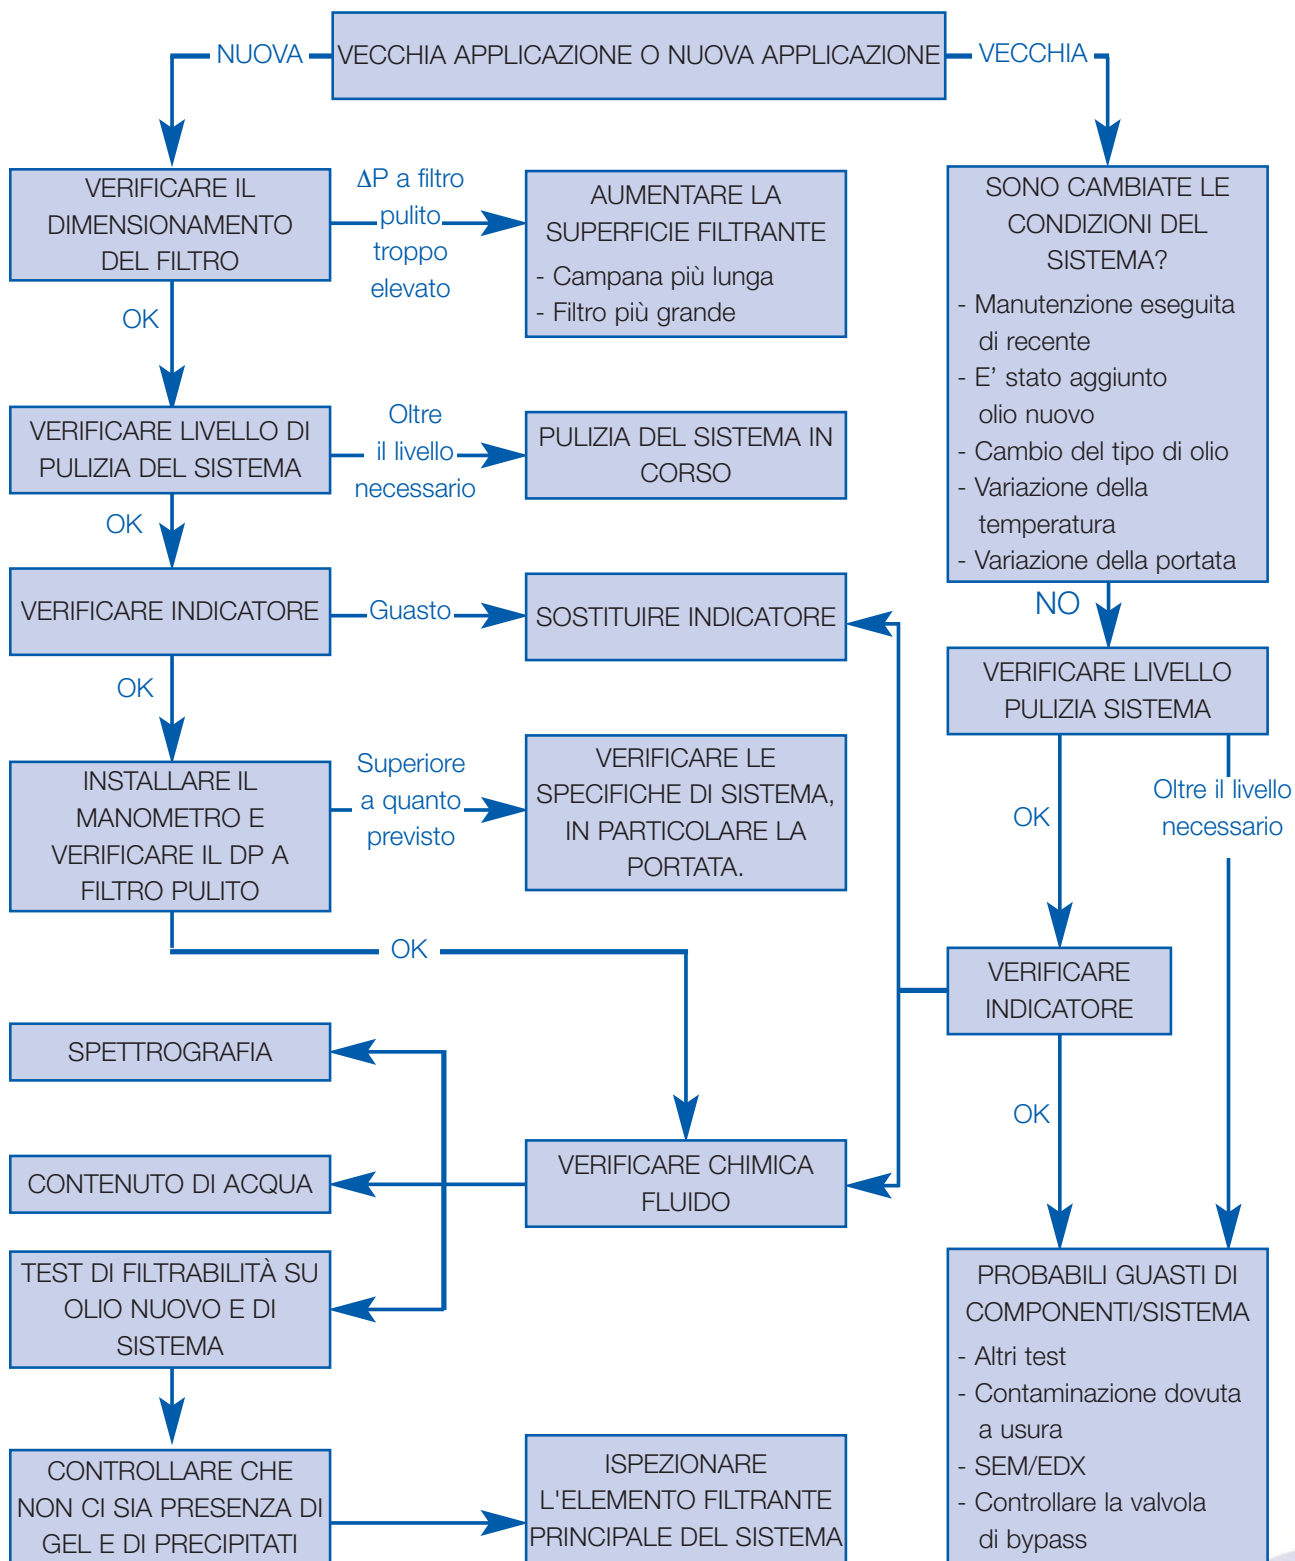 VECCHIA APPLICAZIONE O NUOVA APPLICAZIONE
NUOVA
VECCHIA
VERIFICARE IL
DIMENSIONAMENTO
DEL FILTRO
ΔP a filtro
pulito
troppo
elevato
AUMENTARE LA
SUPERFICIE FILTRANTE
- Campana più lunga
- Filtro più grande
OK
VERIFICARE LIVELLO DI
PULIZIA DEL SISTEMA
Oltre
il livello
necessario
PULIZIA DEL SISTEMA IN
CORSO
OK
VERIFICARE INDICATORE
Guasto
SOSTITUIRE INDICATORE
OK
INSTALLARE IL
MANOMETRO E
VERIFICARE IL DP A
FILTRO PULITO
Superiore
a quanto
previsto
VERIFICARE LE
SPECIFICHE DI SISTEMA,
IN PARTICOLARE LA
PORTATA.
OK
SPETTROGRAFIA
CONTENUTO DI ACQUA
VERIFICARE CHIMICA
FLUIDO
TEST DI FILTRABILITÀ SU
OLIO NUOVO E DI
SISTEMA
CONTROLLARE CHE
NON CI SIA PRESENZA DI
GEL E DI PRECIPITATI
ISPEZIONARE
L'ELEMENTO FILTRANTE
PRINCIPALE DEL SISTEMA
SONO CAMBIATE LE
CONDIZIONI DEL
SISTEMA?
- Manutenzione eseguita
di recente
- E' stato aggiunto
olio nuovo
- Cambio del tipo di olio
- Variazione della
temperatura
- Variazione della portata
NO
VERIFICARE LIVELLO
PULIZIA SISTEMA
OK
Oltre il livello
necessario
VERIFICARE
INDICATORE
OK
PROBABILI GUASTI DI
COMPONENTI/SISTEMA
- Altri test
- Contaminazione dovuta
a usura
- SEM/EDX
- Controllare la valvola
di bypass